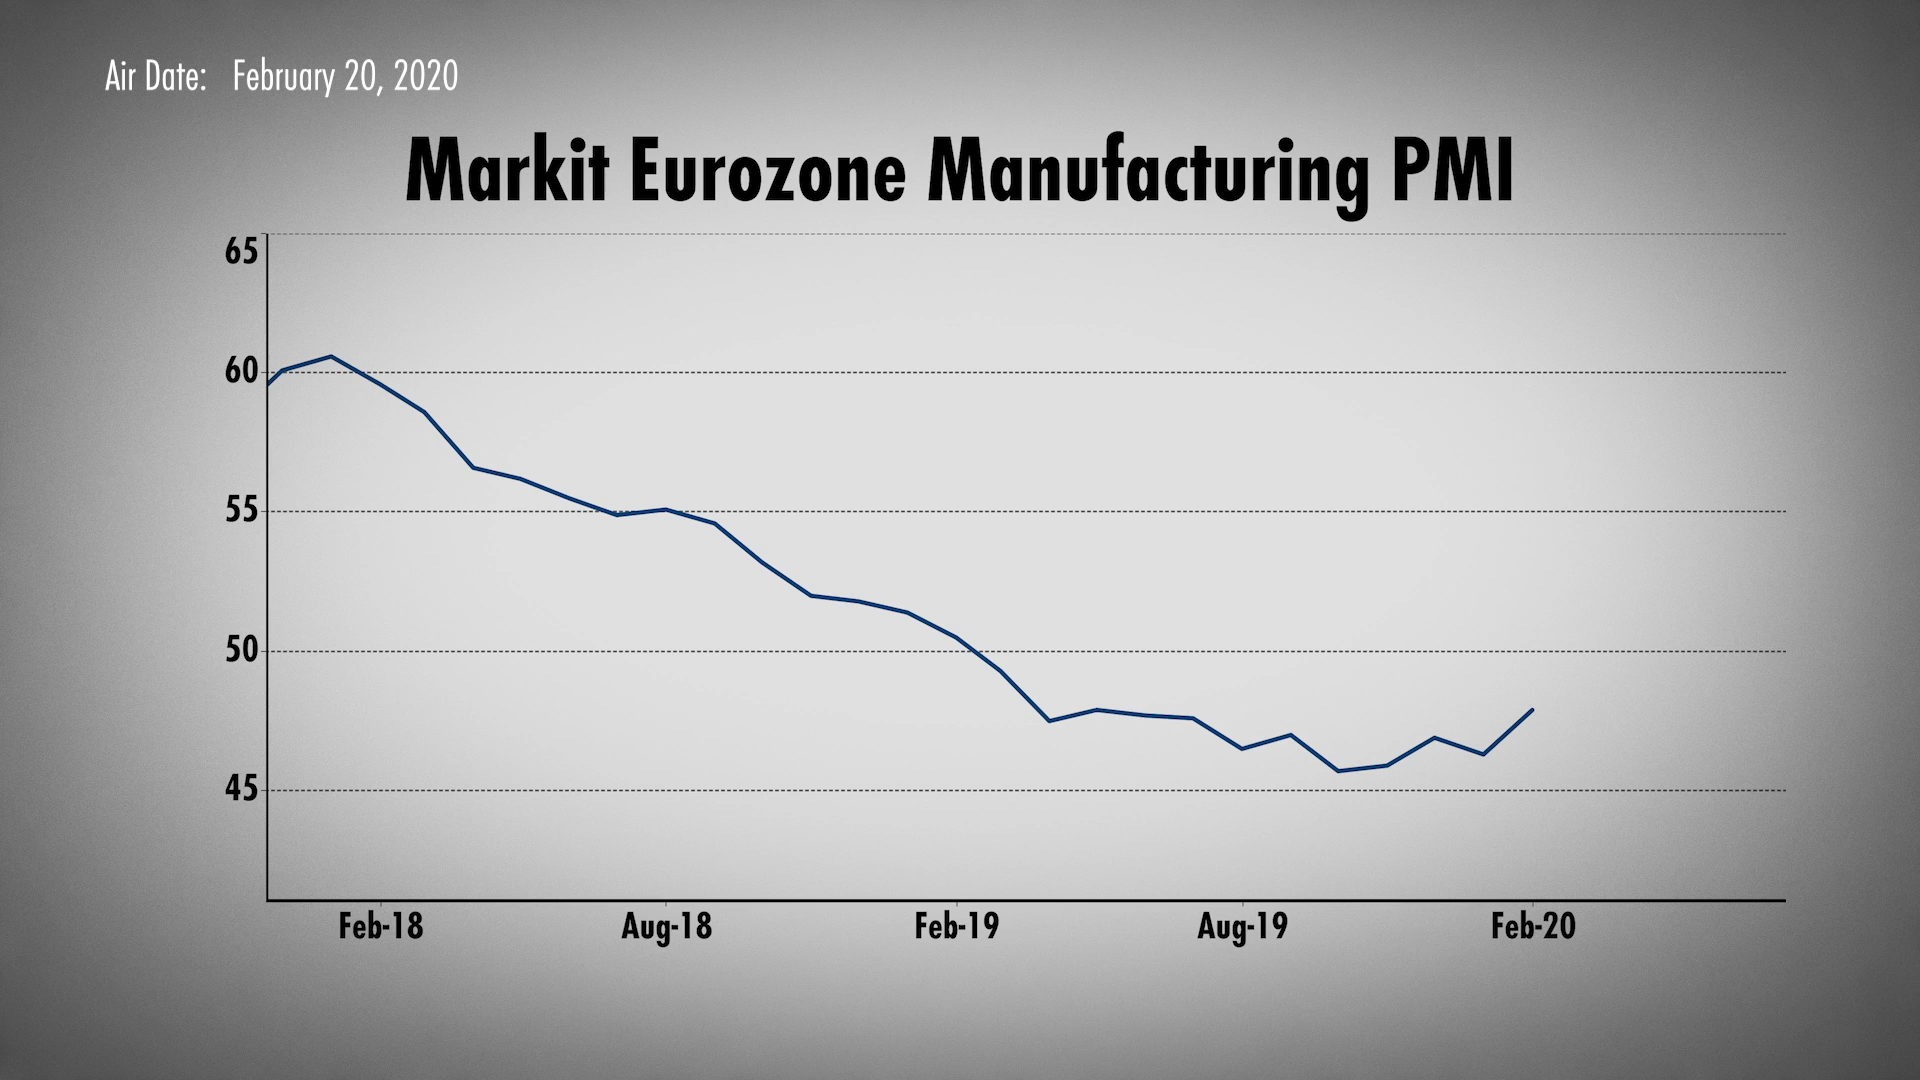 Air Date: February 20, 2020
Markit Eurozone Manufacturing PMI
65
60
55
50
45
Feb-18 Aug-18 Feb-19 Aug-19 Feb-20